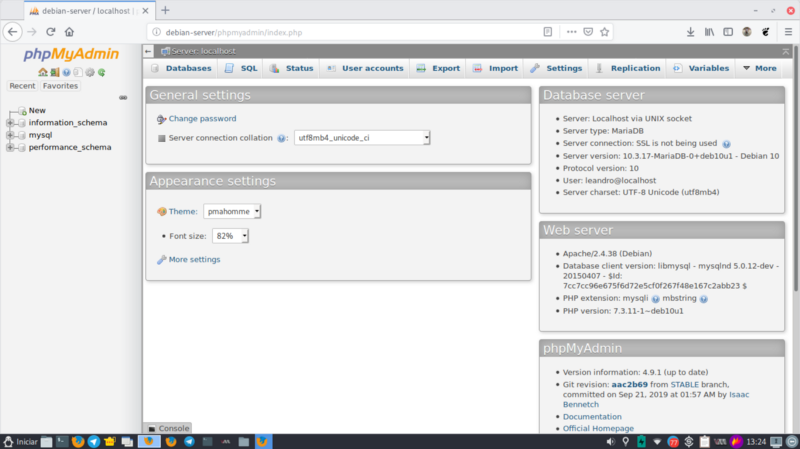 debian-server / localhost | p
debian-server/phpmyadmin/index.php
phpMyAdmin
Recent Favorites
New
information_schema
mysql
performance_schema
Server: localhost
Databases SQL Status User accounts Export Import Settings Replication Variables More
General settings
Change password
Server connection collation : utf8mb4_unicode_ci
Appearance settings
Theme: pmahomme
Font size: 82%
More settings
Database server
Server: Localhost via UNIX socket
Server type: MariaDB
Server connection: SSL is not being used
Server version: 10.3.17-MariaDB-0+deb10u1 - Debian 10
Protocol version: 10
User: leandro@localhost
Server charset: UTF-8 Unicode (utf8mb4)
Web server
Apache/2.4.38 (Debian)
Database client version: libmysql - mysqlnd 5.0.12-dev -
20150407 - $Id:
7cc7cc96e675f6d72e5cf0f267f48e167c2abb23 $
PHP extension: mysqli mbstring
PHP version: 7.3.11-1~deb10u1
phpMyAdmin
Version information: 4.9.1 (up to date)
Git revision: aac2b69 from STABLE branch,
committed on Sep 21, 2019 at 01:57 AM by Isaac
Bennetch
Documentation
Official Homepage
Console
Iniciar
77
13:24